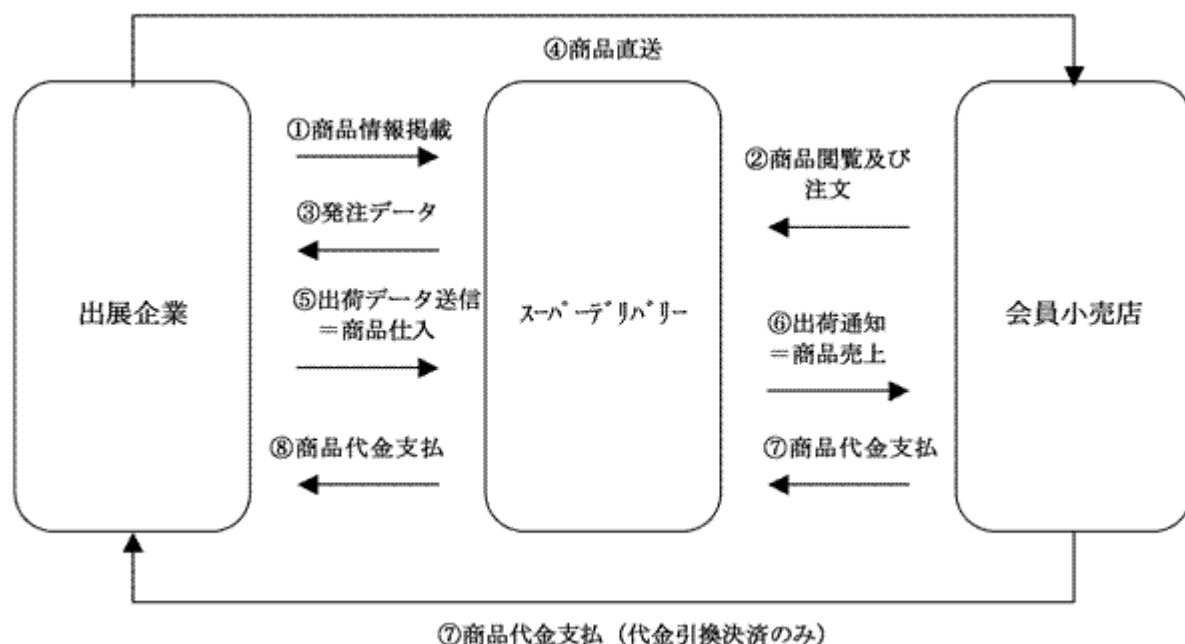 ④商品直送
①商品情報掲載
②商品閲覧及び
注文
③発注データ
出展企業
⑤出荷データ送信
＝商品仕入
ｽｰﾊﾟｰﾃﾞﾘﾊﾞﾘｰ
⑥出荷通知
＝商品売上
会員小売店
⑧商品代金支払
⑦商品代金支払
⑦商品代金支払（代金引換決済のみ）